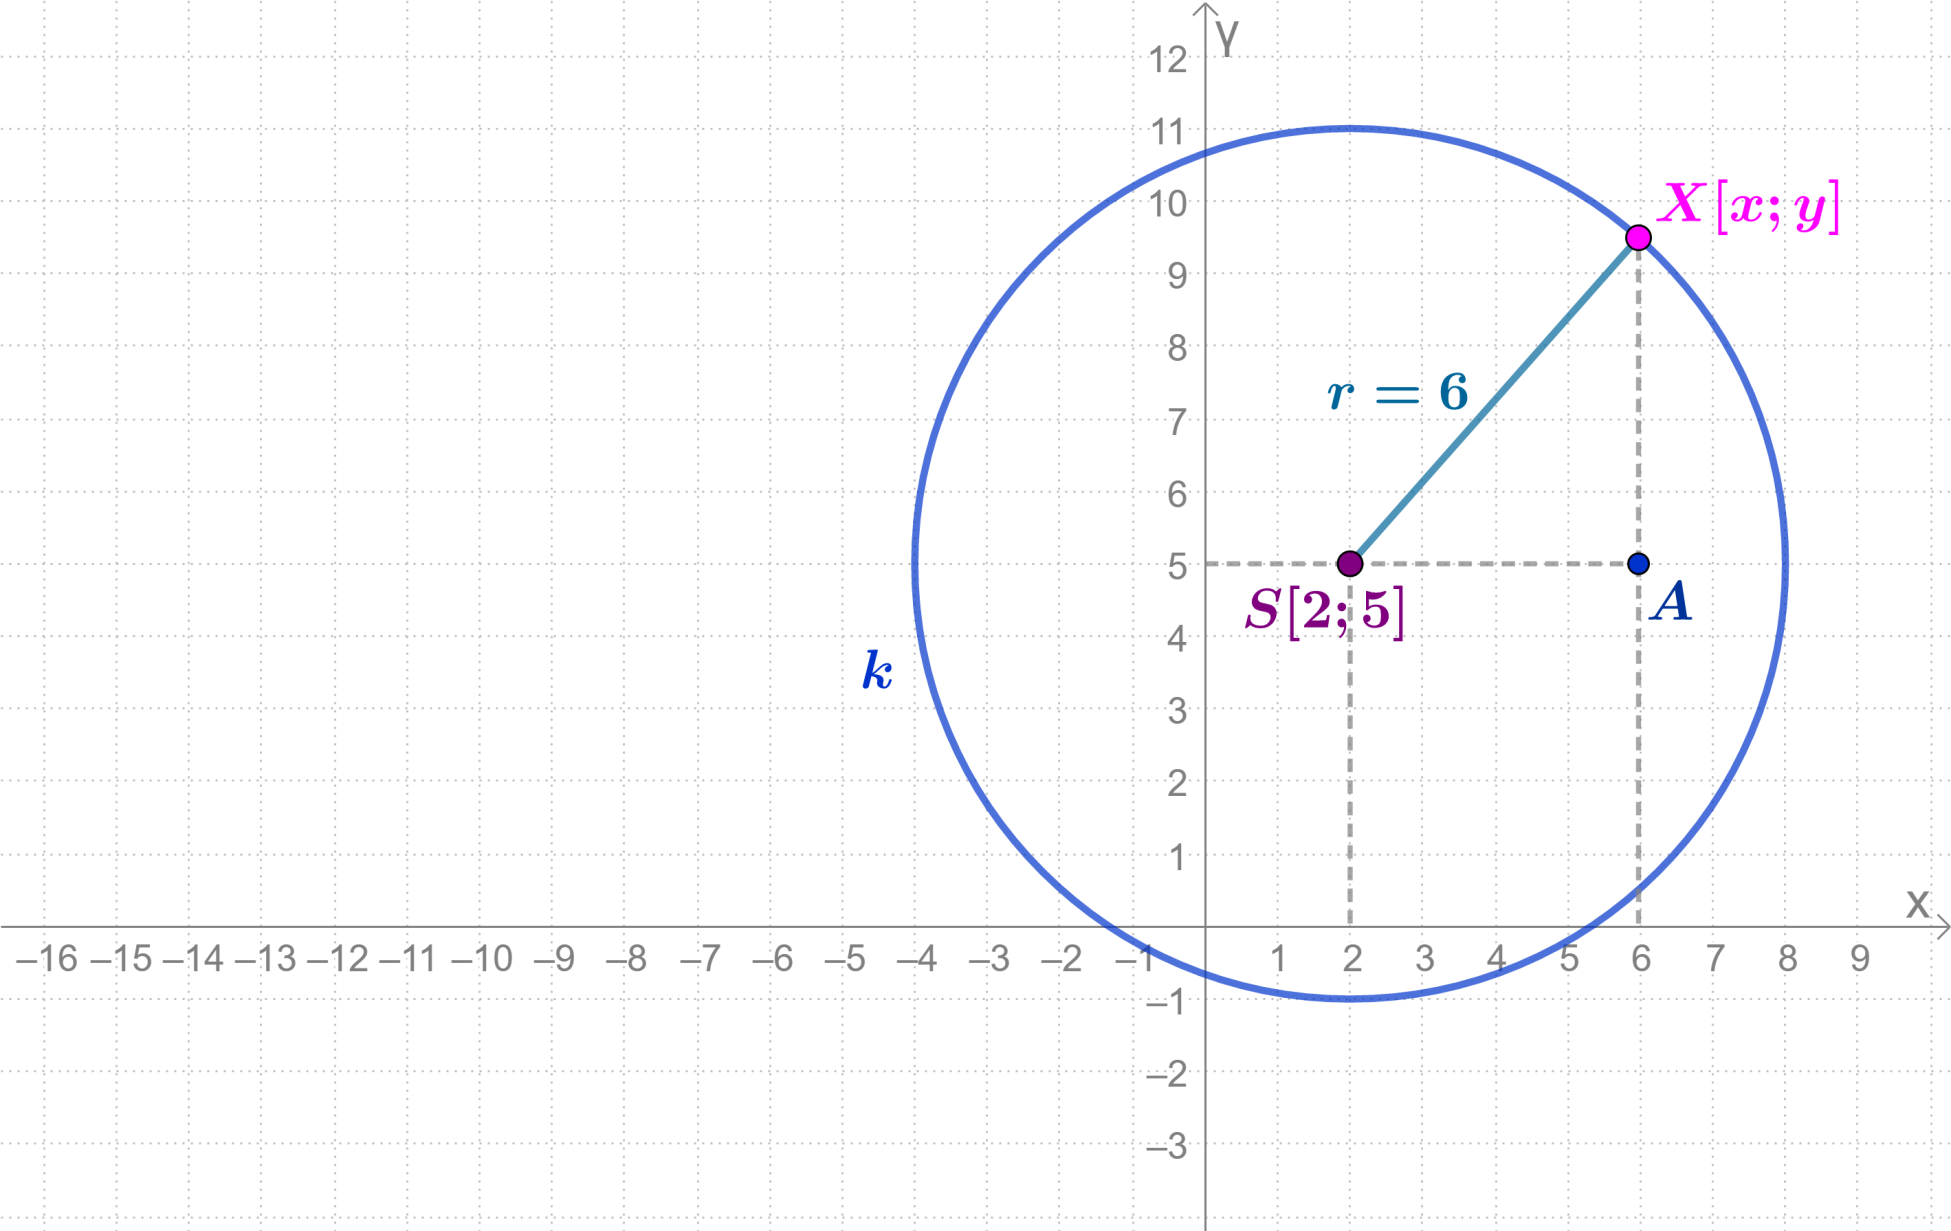 y
12
11
10
X[x; y]
9
8
r = 6
7
6
5
S[2; 5]
A
4
k
3
2
1
x
–16 –15 –14 –13 –12 –11 –10 –9 –8 –7 –6 –5 –4 –3 –2 –1 1 2 3 4 5 6 7 8 9
–1
–2
–3